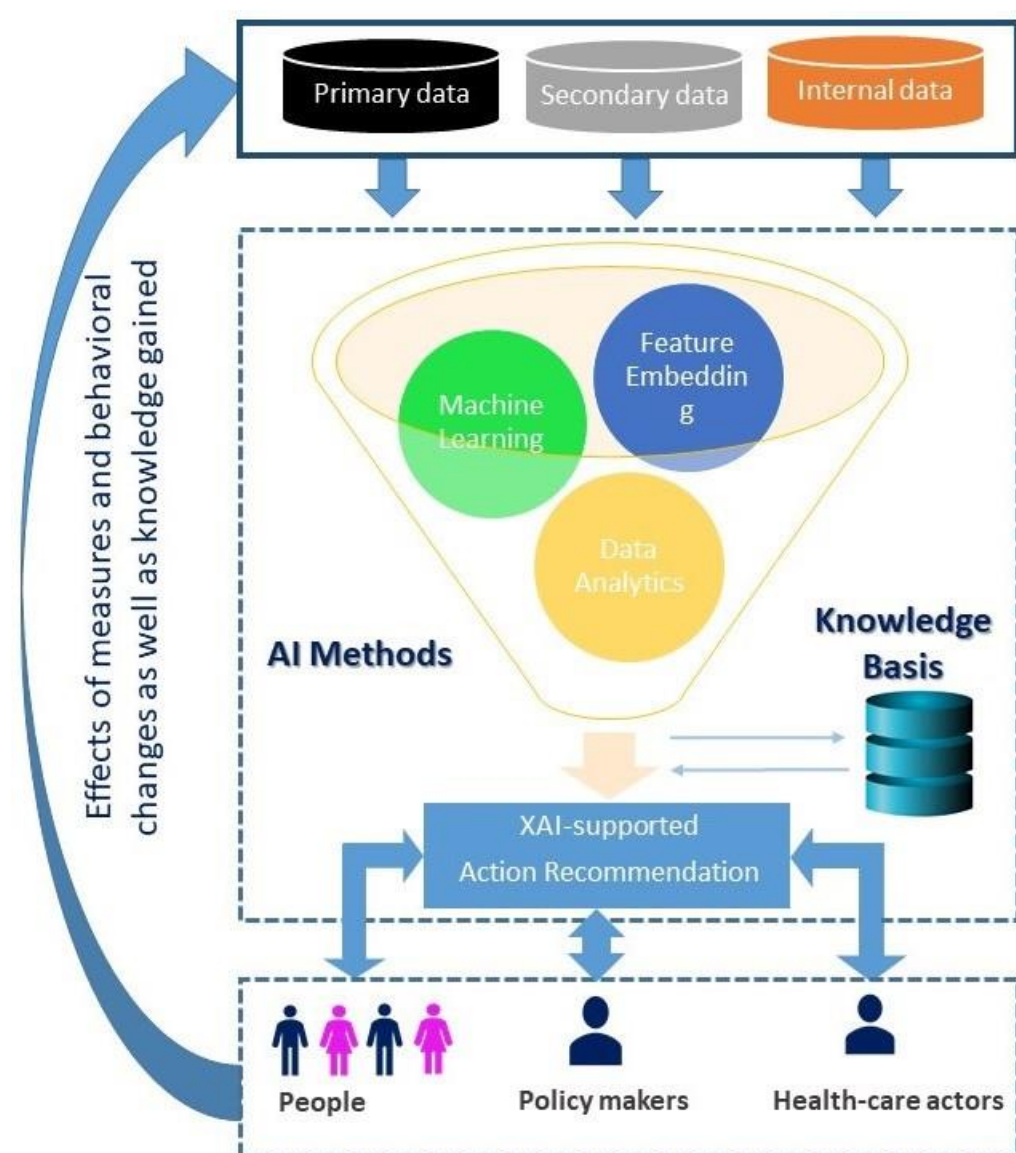 Primary data
Secondary data
Internal data
Effects of measures and behavioral
changes as well as knowledge gained
Machine
Learning
Feature
Embeddin
g
Data
Analytics
AI Methods
Knowledge
Basis
XAI-supported
Action Recommendation
People
Policy makers
Health-care actors